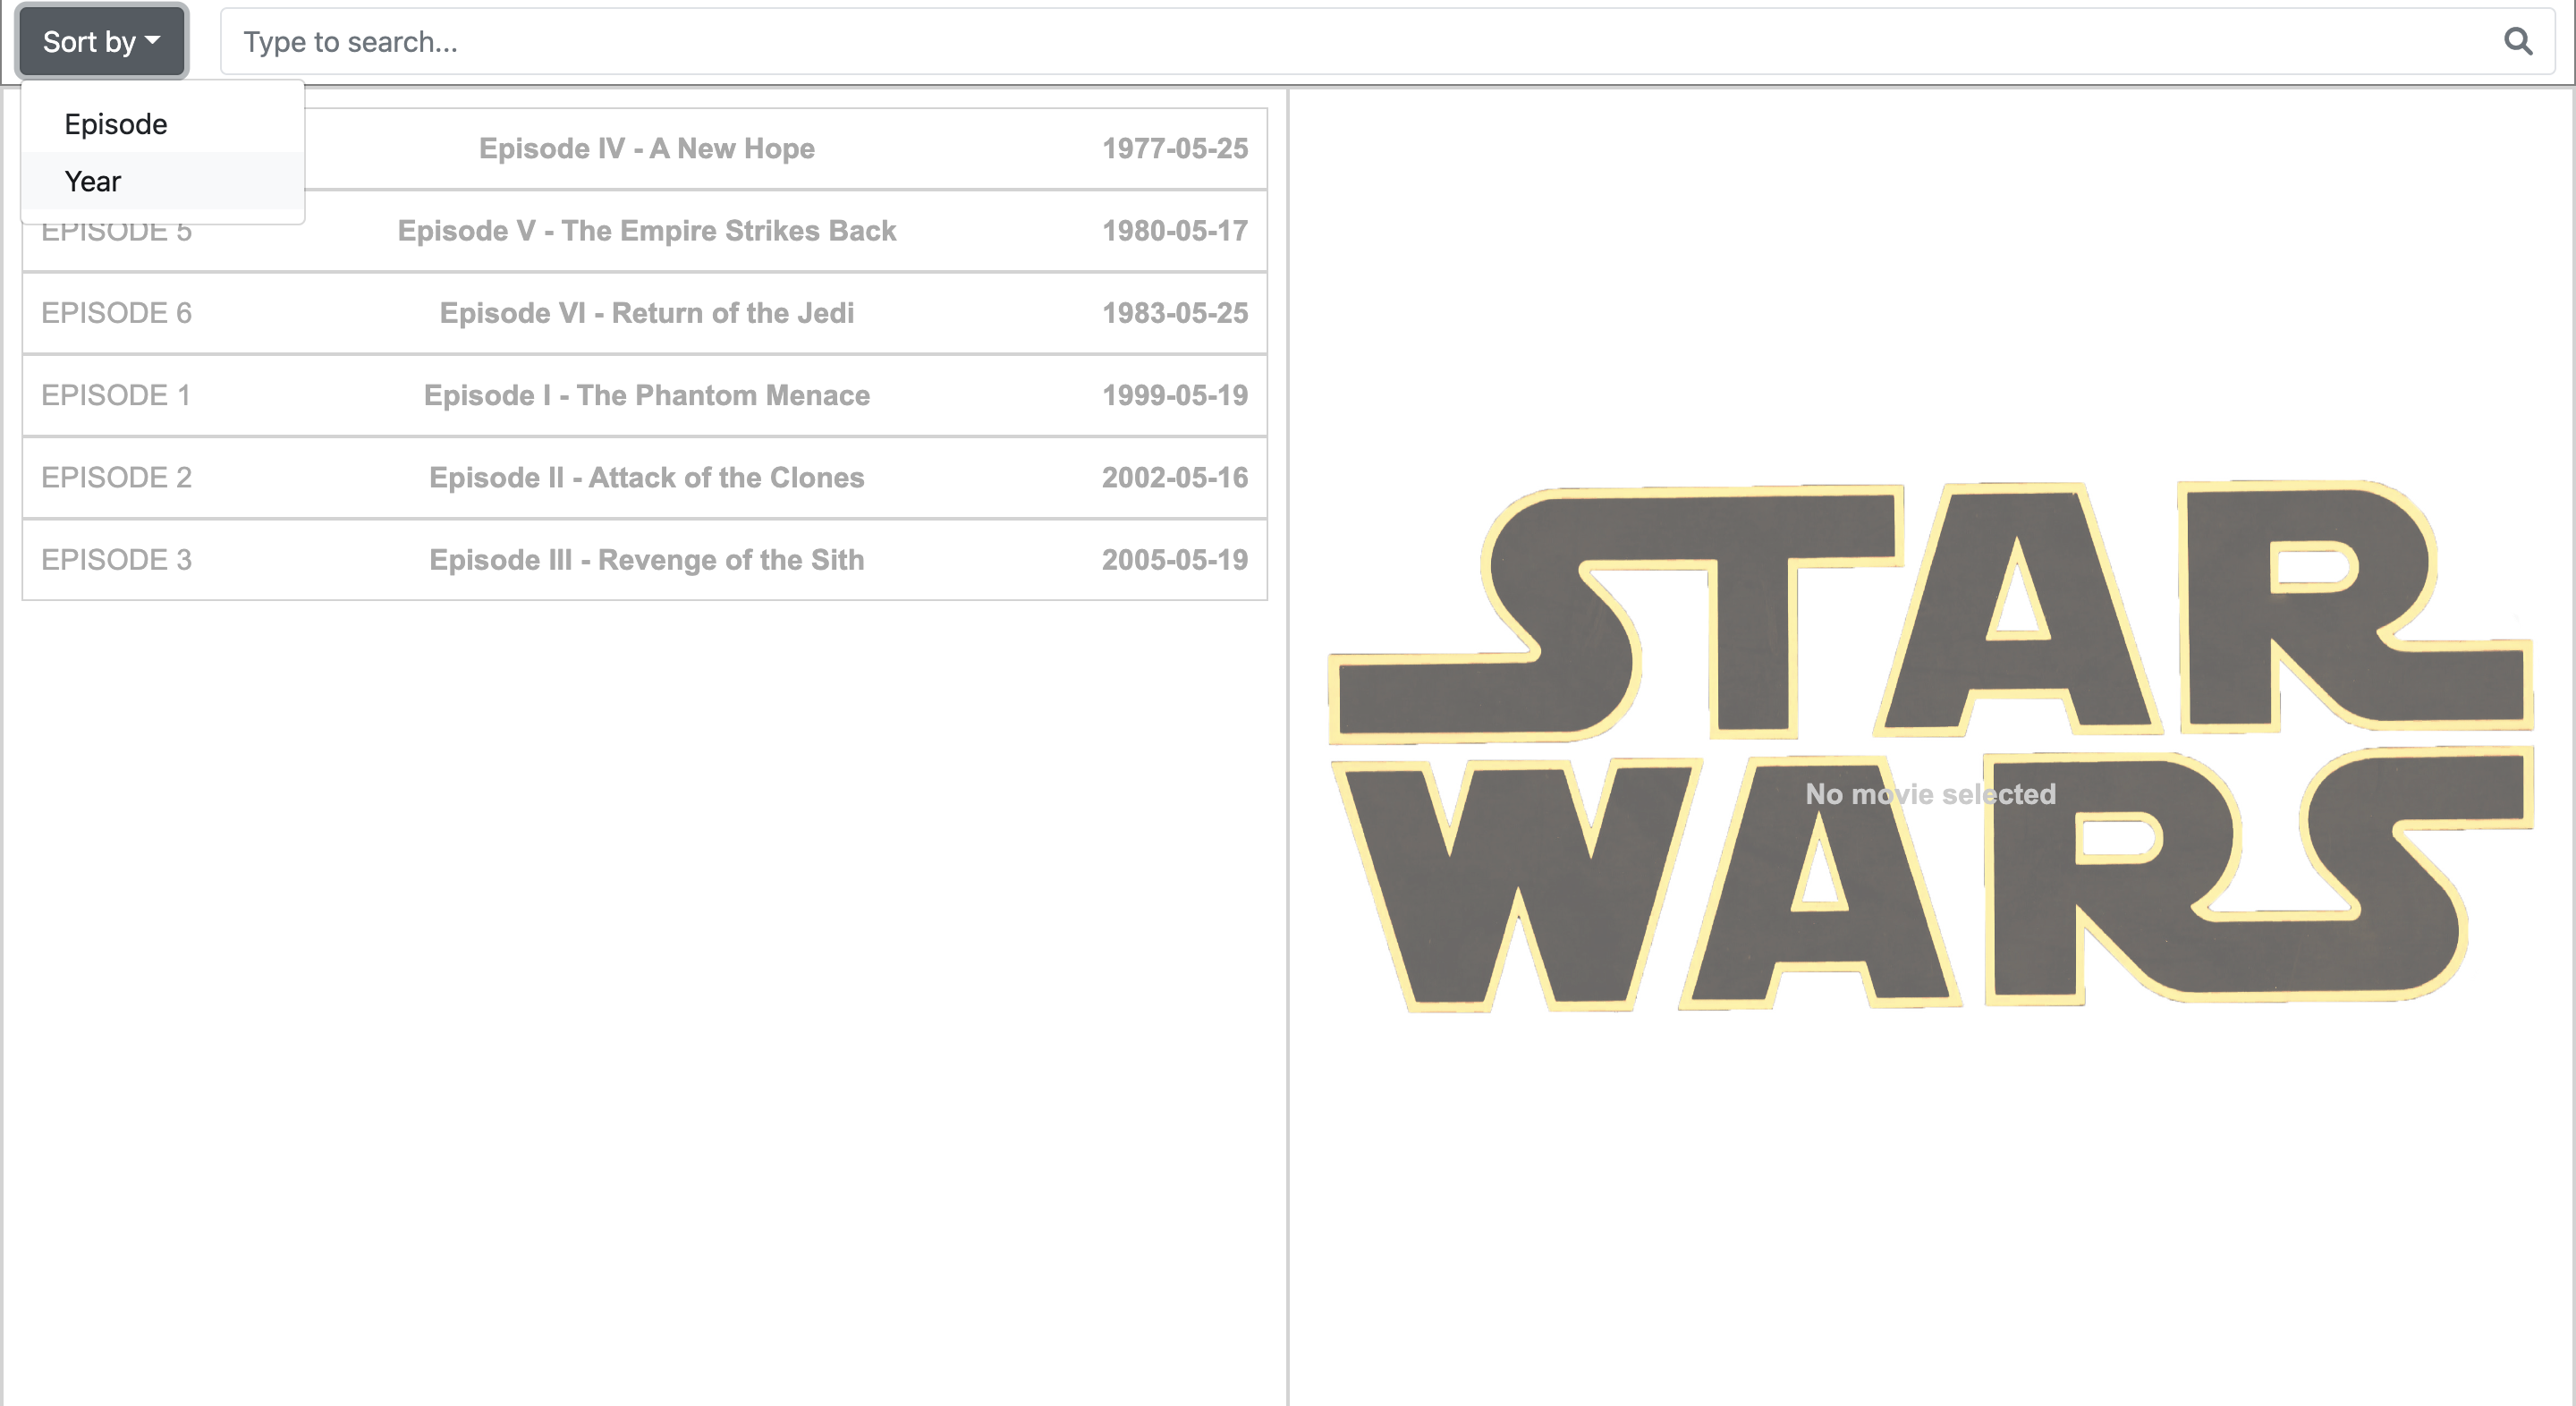 Sort by
Type to search...
Episode
Year
Episode IV - A New Hope 1977-05-25
EPISODE 5 Episode V - The Empire Strikes Back 1980-05-17
EPISODE 6 Episode VI - Return of the Jedi 1983-05-25
EPISODE 1 Episode I - The Phantom Menace 1999-05-19
EPISODE 2 Episode II - Attack of the Clones 2002-05-16
EPISODE 3 Episode III - Revenge of the Sith 2005-05-19
STAR
WARS
No movie selected